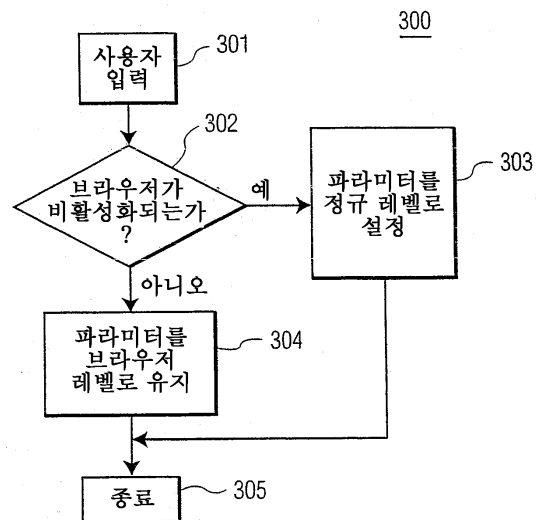 300
사용자
입력
301
302
브라우저가
비활성화되는가
?
예
파라미터를
정규 레벨로
설정
303
아니오
파라미터를
브라우저
레벨로 유지
304
종료
305